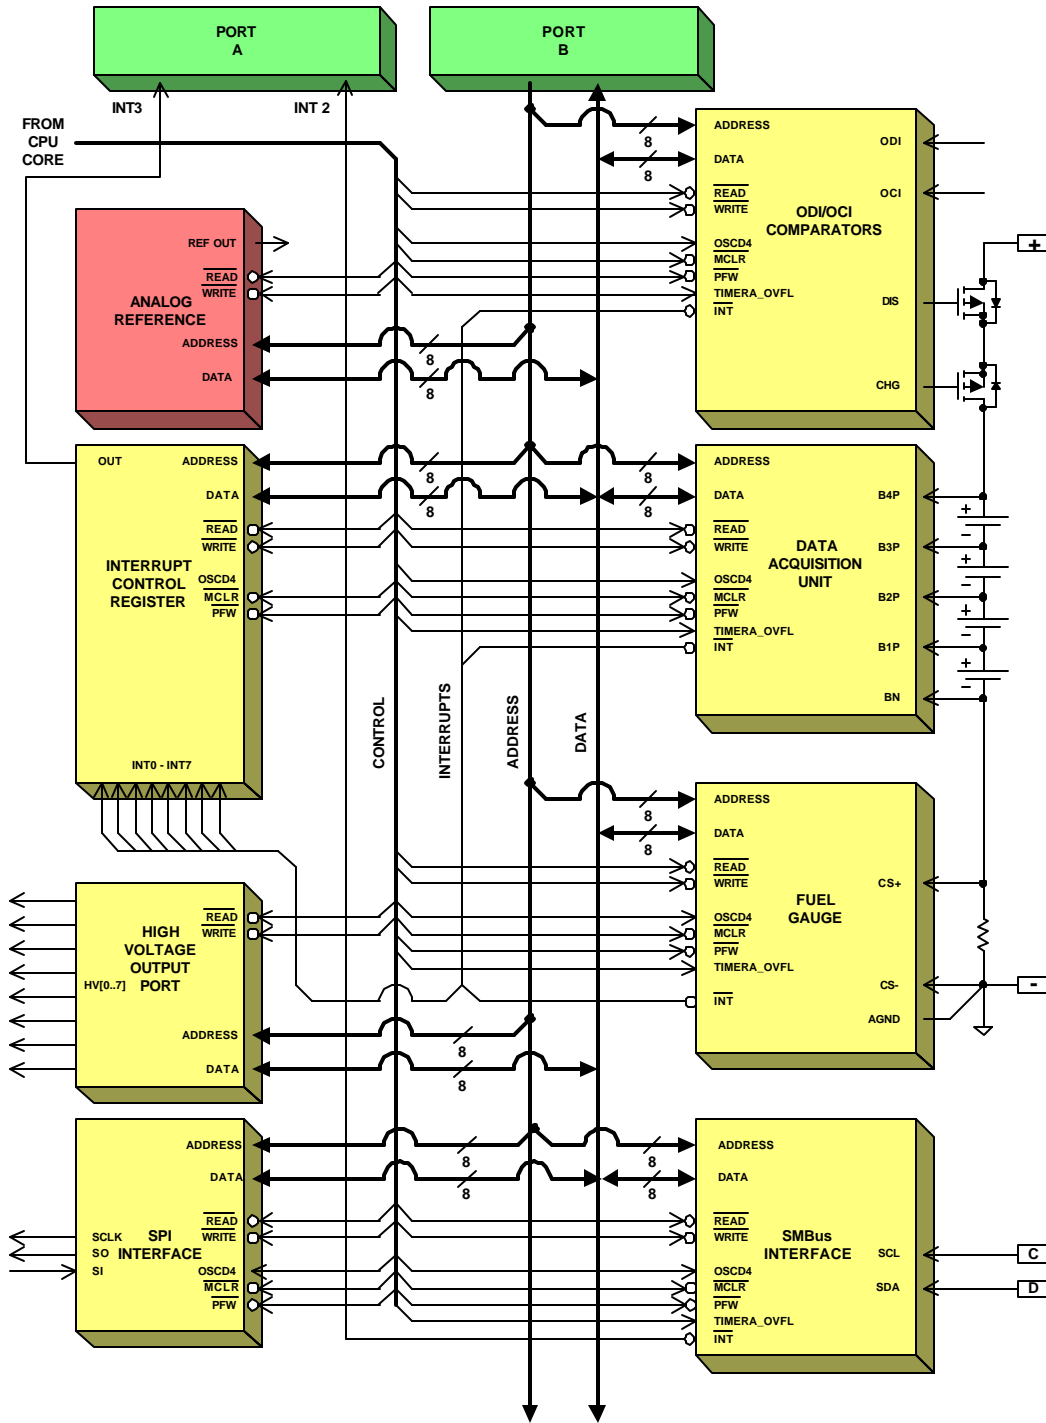 PORT
A
PORT
B
INT3
INT 2
FROM
CPU
CORE
ADDRESS
8
DATA
8
READ
WRITE
OSCD4
MCLR
PFW
TIMERA_OVFL
INT
ODI/OCI
COMPARATORS
ODI
OCI
DIS
CHG
+
REF OUT
READ
WRITE
ANALOG
REFERENCE
ADDRESS
8
DATA
8
OUT
ADDRESS
8
DATA
8
READ
WRITE
INTERRUPT
CONTROL
REGISTER
OSCD4
MCLR
PFW
INT0 - INT7
ADDRESS
8
DATA
8
READ
WRITE
OSCD4
MCLR
PFW
TIMERA_OVFL
INT
DATA
ACQUISITION
UNIT
B4P
B3P
B2P
B1P
BN
+
−
+
−
+
−
+
−
CONTROL
INTERRUPTS
ADDRESS
DATA
ADDRESS
8
DATA
8
READ
WRITE
OSCD4
MCLR
PFW
TIMERA_OVFL
INT
FUEL
GAUGE
CS+
CS-
AGND
-
READ
WRITE
HIGH
VOLTAGE
OUTPUT
PORT
HV[0..7]
ADDRESS
8
DATA
8
ADDRESS
8
DATA
8
READ
WRITE
SPI
INTERFACE
SCLK
SO
SI
OSCD4
MCLR
PFW
ADDRESS
8
DATA
8
READ
WRITE
OSCD4
MCLR
PFW
TIMERA_OVFL
INT
SMBus
INTERFACE
SCL
SDA
C
D